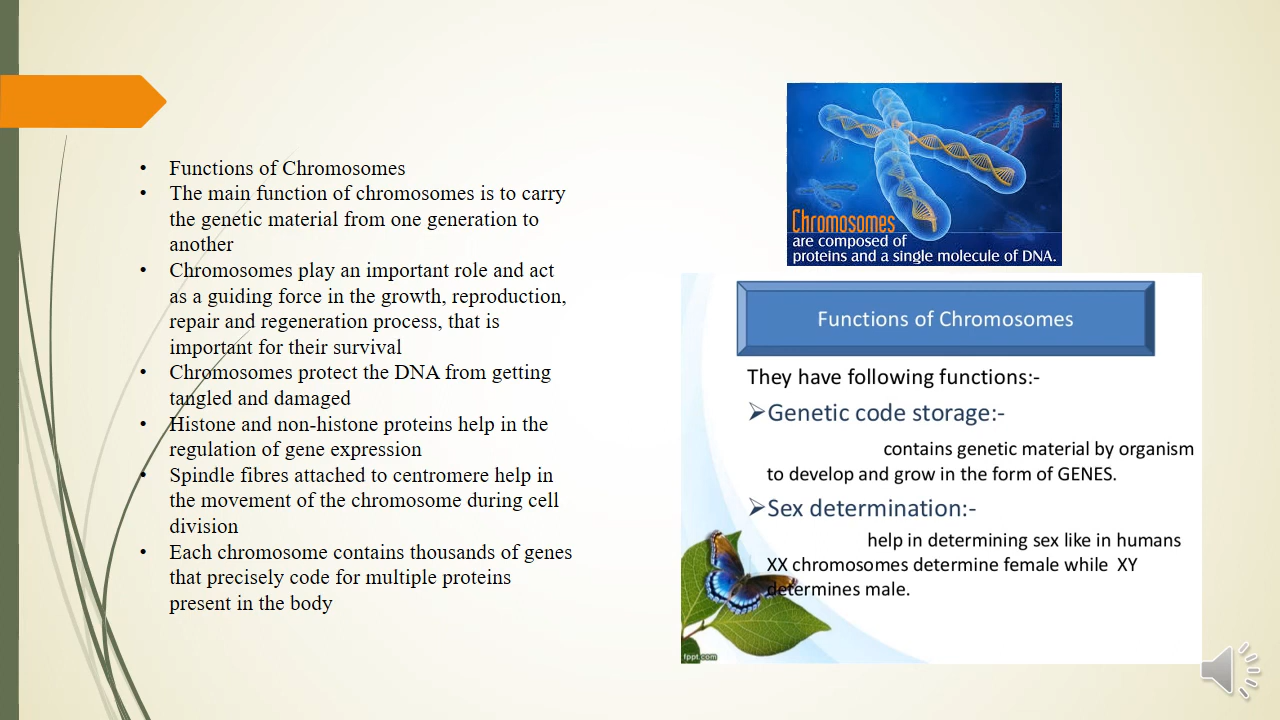 • Functions of Chromosomes
• The main function of chromosomes is to carry
the genetic material from one generation to
another
• Chromosomes play an important role and act
as a guiding force in the growth, reproduction,
repair and regeneration process, that is
important for their survival
• Chromosomes protect the DNA from getting
tangled and damaged
• Histone and non-histone proteins help in the
regulation of gene expression
• Spindle fibres attached to centromere help in
the movement of the chromosome during cell
division
• Each chromosome contains thousands of genes
that precisely code for multiple proteins
present in the body
Chromosomes
are composed of
proteins and a single molecule of DNA.
Functions of Chromosomes
They have following functions:-
➢Genetic code storage:-
contains genetic material by organism
to develop and grow in the form of GENES.
➢Sex determination:-
help in determining sex like in humans
XX chromosomes determine female while XY
determines male.
fppt.com